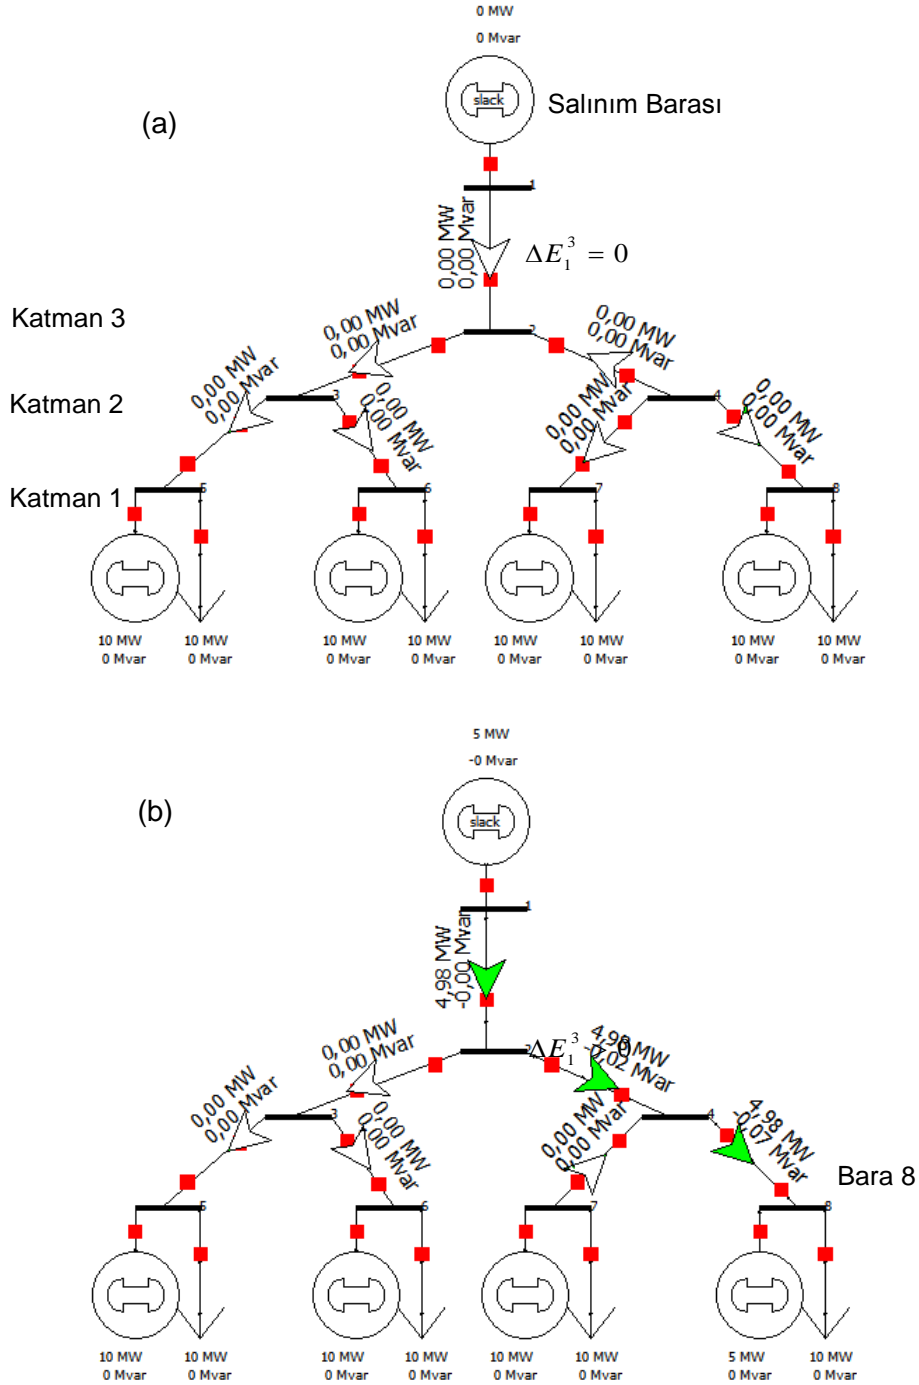 0 MW
0 Mvar
slack
Salınım Barası
(a)
1
0,00 MW
0,00 Mvar
ΔE₁³ = 0
Katman 3
2
0,00 MW
0,00 Mvar
0,00 MW
0,00 Mvar
Katman 2
3
4
0,00 MW
0,00 Mvar
0,00 MW
0,00 Mvar
0,00 MW
0,00 Mvar
0,00 MW
0,00 Mvar
Katman 1
5
6
7
8
10 MW
0 Mvar
10 MW
0 Mvar
10 MW
0 Mvar
10 MW
0 Mvar
10 MW
0 Mvar
10 MW
0 Mvar
10 MW
0 Mvar
10 MW
0 Mvar
5 MW
-0 Mvar
(b)
slack
1
4,98 MW
-0,00 Mvar
ΔE₁³
0,00 MW
0,00 Mvar
4,98 MW
-0,02 Mvar
3
4
0,00 MW
0,00 Mvar
0,00 MW
0,00 Mvar
0,00 MW
0,00 Mvar
4,98 MW
-0,07 Mvar
Bara 8
5
6
7
8
10 MW
0 Mvar
10 MW
0 Mvar
10 MW
0 Mvar
10 MW
0 Mvar
10 MW
0 Mvar
10 MW
0 Mvar
5 MW
0 Mvar
10 MW
0 Mvar